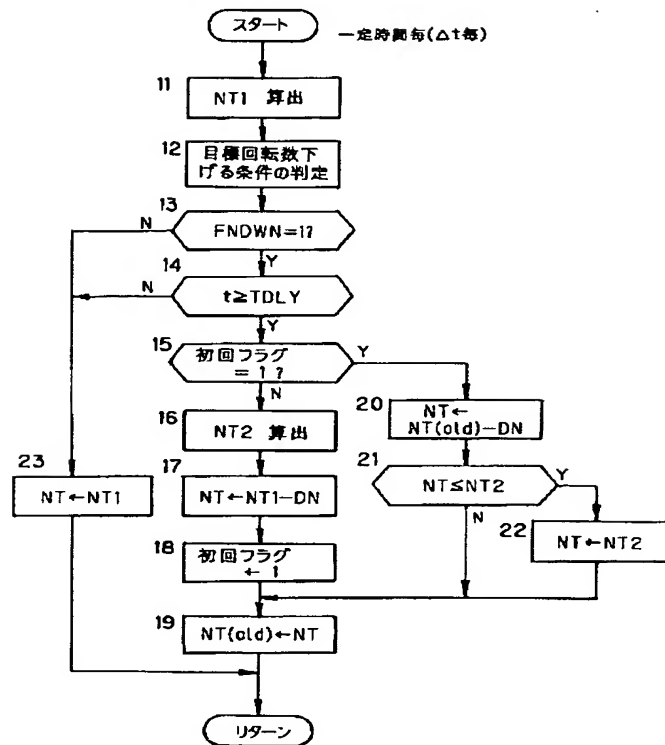 スタート
一定時間毎(Δt毎)
11
NT1 算出
12
目標回転数下
げる条件の判定
13
N
FNDWN=1?
Y
14
N
t≥TDLY
Y
15
初回フラグ
=1?
Y
N
16
NT2 算出
20
NT←
NT(old)-DN
17
NT←NT1-DN
21
NT≤NT2
Y
N
23
NT←NT1
22
NT←NT2
18
初回フラグ
← 1
19
NT(old)←NT
リターン